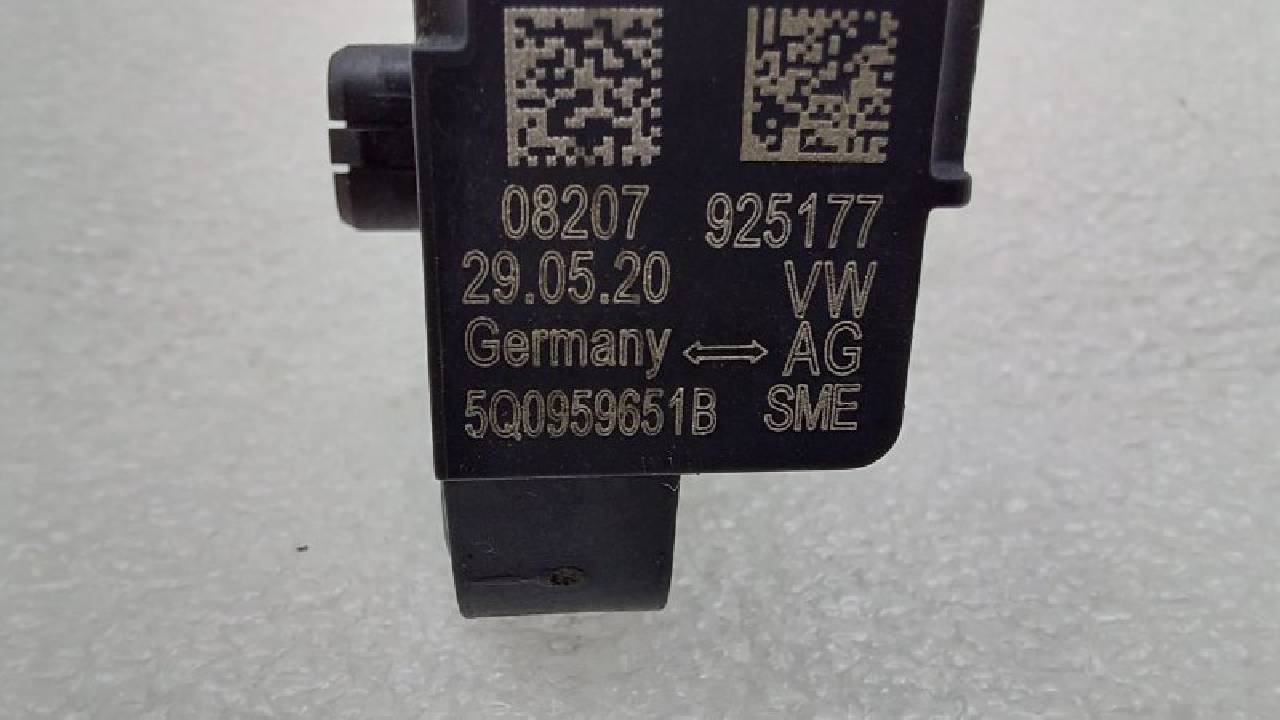 08207 925177
29.05.20 VW
Germany ⟷ AG
5Q0959651B SME